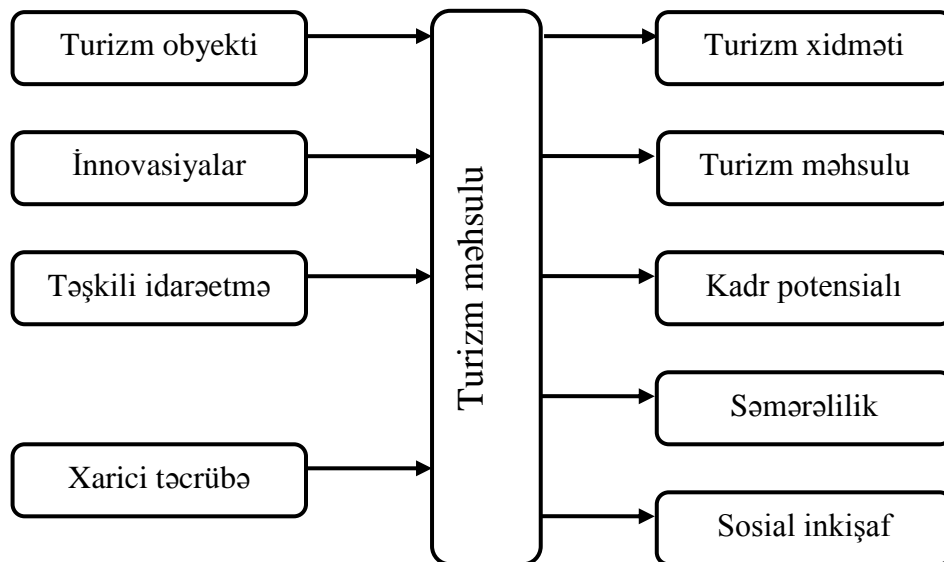 Turizm obyekti
İnnovasiyalar
Təşkili idarəetmə
Xarici təcrübə
Turizm məhsulu
Turizm xidməti
Turizm məhsulu
Kadr potensialı
Səmərəlilik
Sosial inkişaf